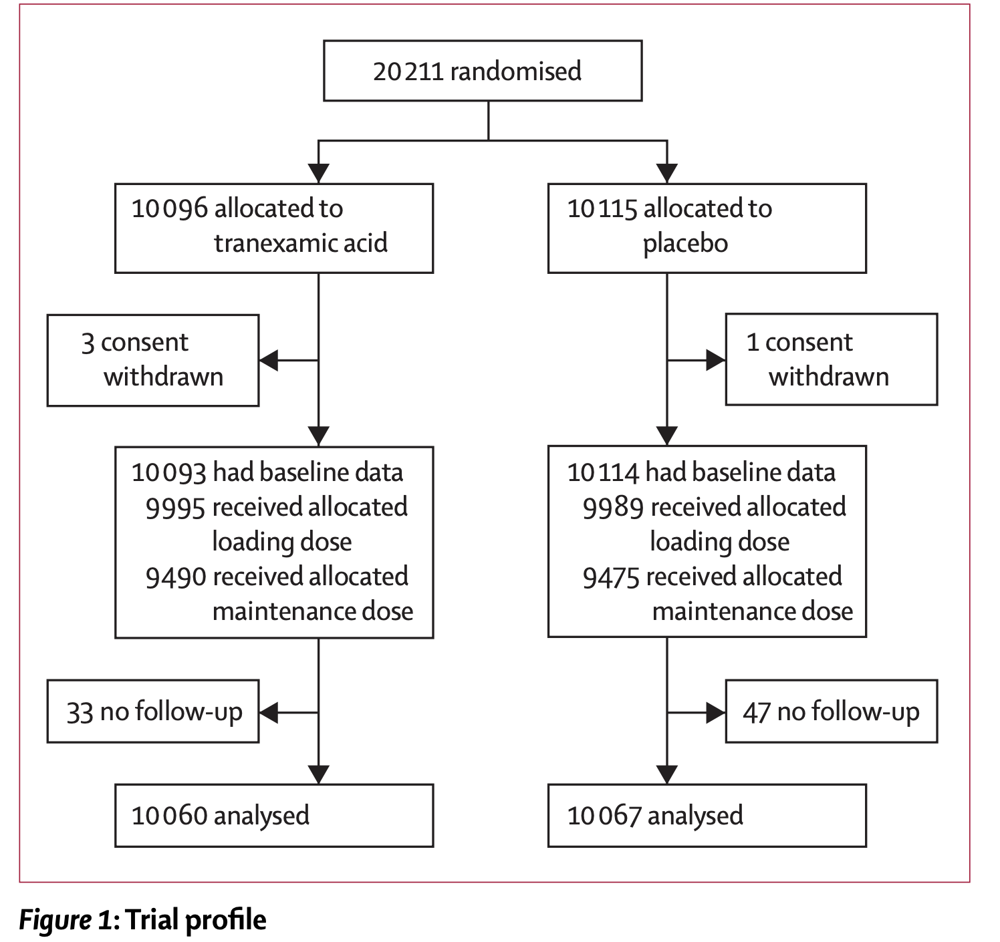 20 211 randomised
10 096 allocated to
tranexamic acid
10 115 allocated to
placebo
3 consent
withdrawn
1 consent
withdrawn
10 093 had baseline data
9995 received allocated
loading dose
9490 received allocated
maintenance dose
10 114 had baseline data
9989 received allocated
loading dose
9475 received allocated
maintenance dose
33 no follow-up
47 no follow-up
10 060 analysed
10 067 analysed
Figure 1: Trial profile